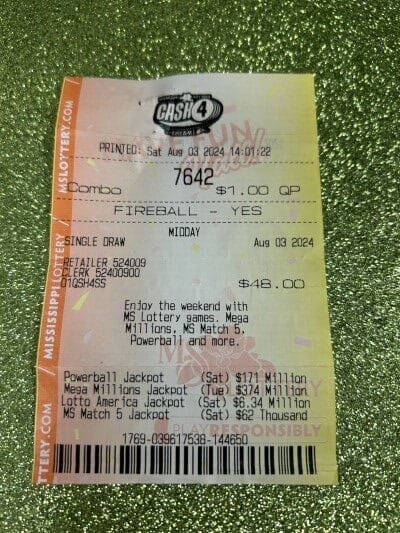 CASH 4
PRINTED: Sat Aug 03 2024 14:01:22
7642
Combo $1.00 QP
FIREBALL - YES
MIDDAY
SINGLE DRAW Aug 03 2024
RETAILER 524009
CLERK 52400900
01QSH4SS $48.00
Enjoy the weekend with
MS Lottery games. Mega
Millions, MS Match 5,
Powerball and more.
Powerball Jackpot (Sat) $171 Million
Mega Millions Jackpot (Tue) $374 Million
Lotto America Jackpot (Sat) $6.34 Million
MS Match 5 Jackpot (Sat) $62 Thousand
PLAY RESPONSIBLY
1769-039617538-144650
MSLOTTERY.COM
MISSISSIPPI LOTTERY
TTERY.COM